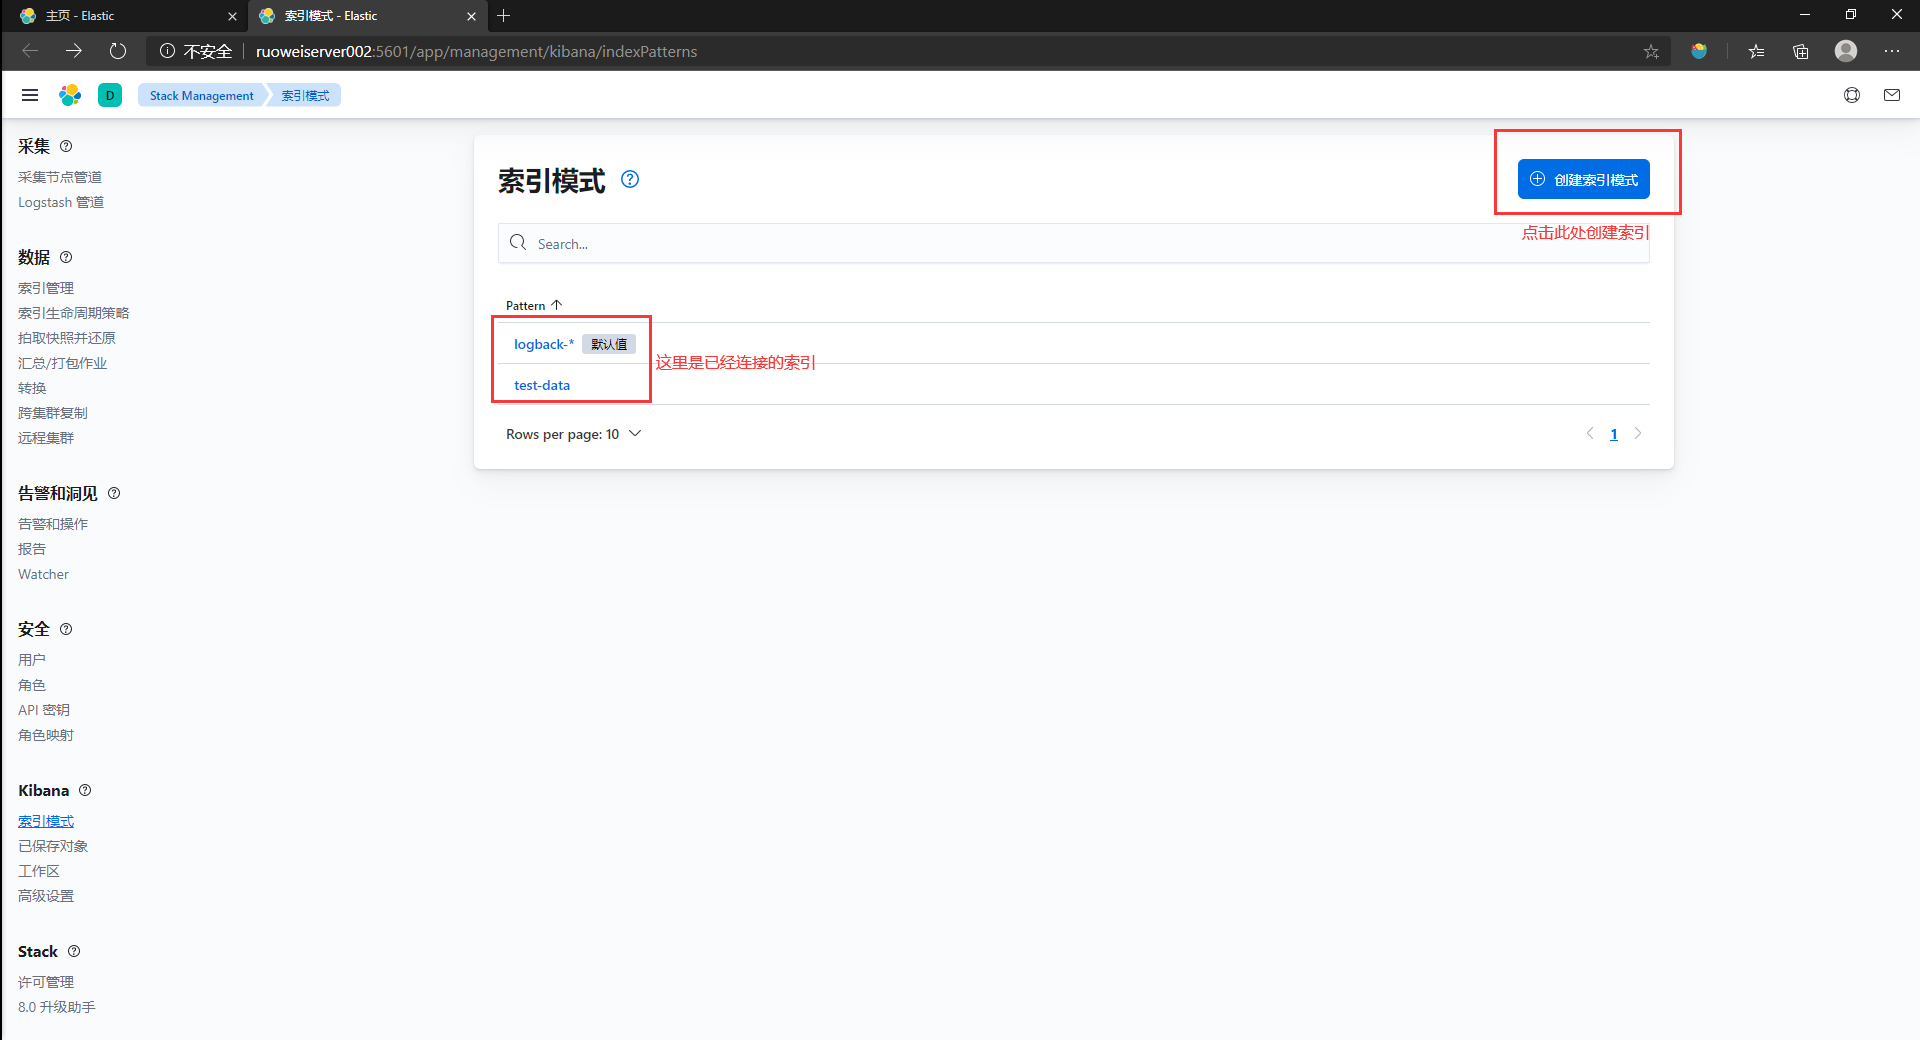 主页 - Elastic
索引模式 - Elastic
不安全
ruoweiserver002:5601/app/management/kibana/indexPatterns
D
Stack Management
索引模式
采集
采集节点管道
Logstash 管道
数据
索引管理
索引生命周期策略
拍取快照并还原
汇总/打包作业
转换
跨集群复制
远程集群
告警和洞见
告警和操作
报告
Watcher
安全
用户
角色
API 密钥
角色映射
Kibana
索引模式
已保存对象
工作区
高级设置
Stack
许可管理
8.0 升级助手
索引模式
创建索引模式
点击此处创建索引
Search...
Pattern
logback-* 默认值
这里是已经连接的索引
test-data
Rows per page: 10
1